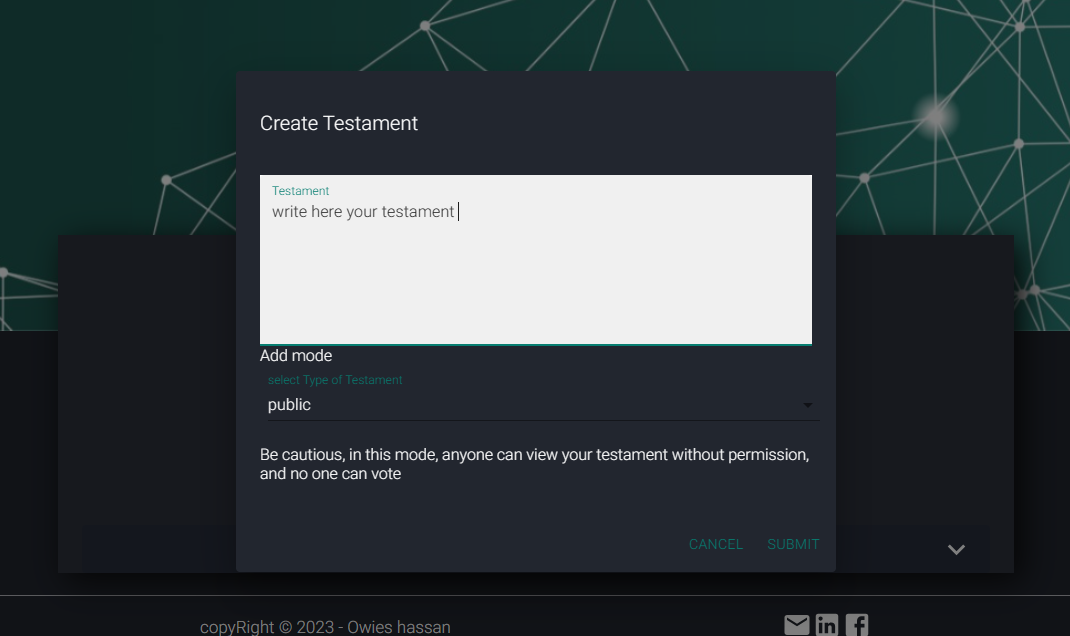 Create Testament
Testament
write here your testament
Add mode
select Type of Testament
public
Be cautious, in this mode, anyone can view your testament without permission,
and no one can vote
CANCEL SUBMIT
copyRight © 2023 - Owies hassan